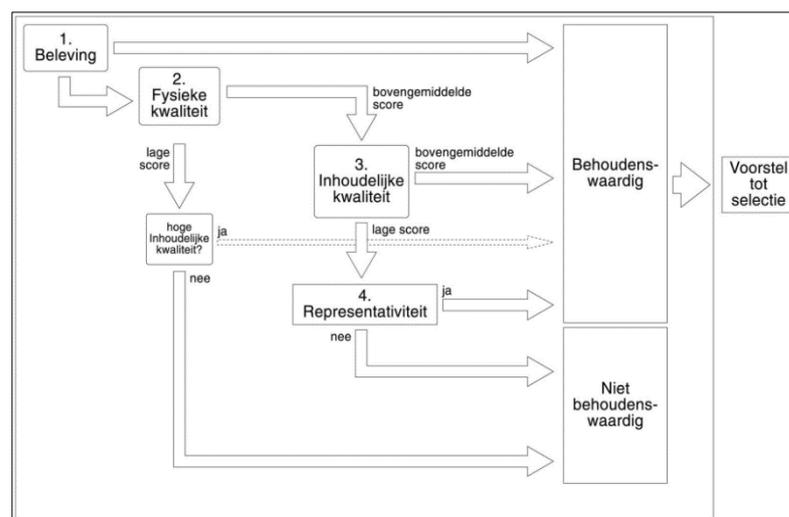 1.
Beleving
2.
Fysieke
kwaliteit
bovengemiddelde
score
lage
score
3.
Inhoudelijke
kwaliteit
bovengemiddelde
score
Behoudens-
waardig
Voorstel
tot
selectie
hoge
Inhoudelijke
kwaliteit?
ja
nee
lage score
4.
Representativiteit
ja
nee
Niet
behoudens-
waardig